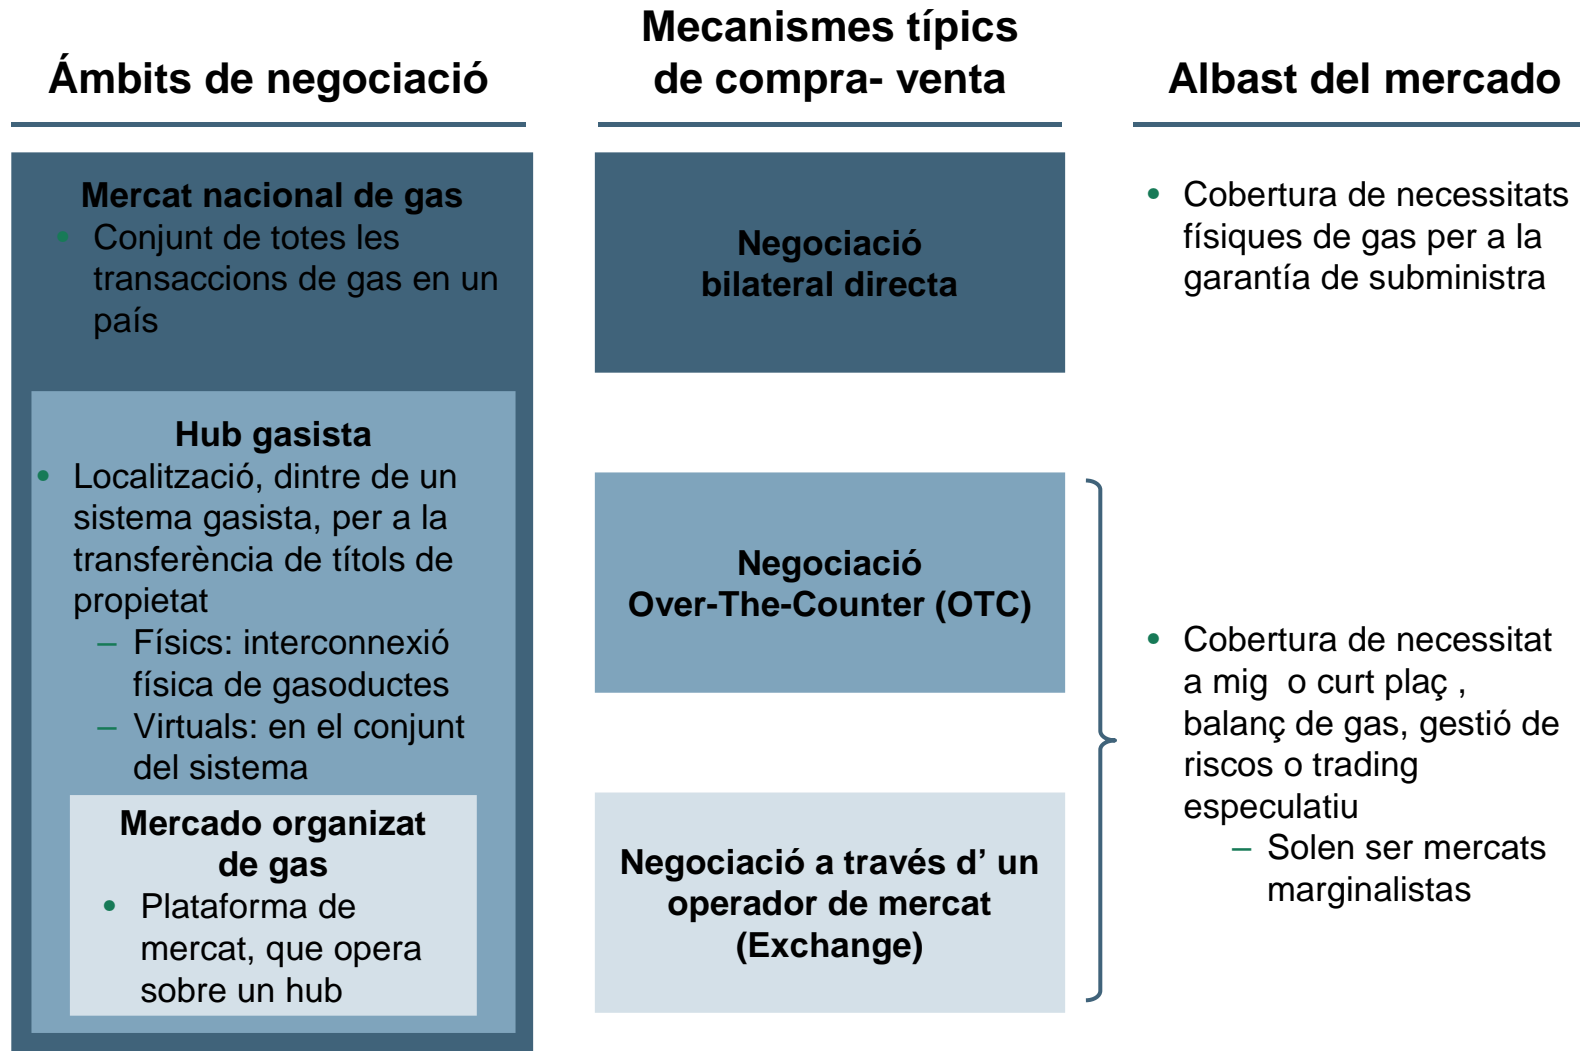 Ámbits de negociació
Mecanismes típics
de compra- venta
Albast del mercado
Mercat nacional de gas
• Conjunt de totes les
transaccions de gas en un
país
Hub gasista
• Localització, dintre de un
sistema gasista, per a la
transferència de títols de
propietat
– Físics: interconnexió
física de gasoductes
– Virtuals: en el conjunt
del sistema
Mercado organizat
de gas
• Plataforma de
mercat, que opera
sobre un hub
Negociació
bilateral directa
Negociació
Over-The-Counter (OTC)
Negociació a través d’ un
operador de mercat
(Exchange)
• Cobertura de necessitats
físiques de gas per a la
garantía de subministra
• Cobertura de necessitat
a mig  o curt plaç ,
balanç de gas, gestió de
riscos o trading
especulatiu
– Solen ser mercats
marginalistas